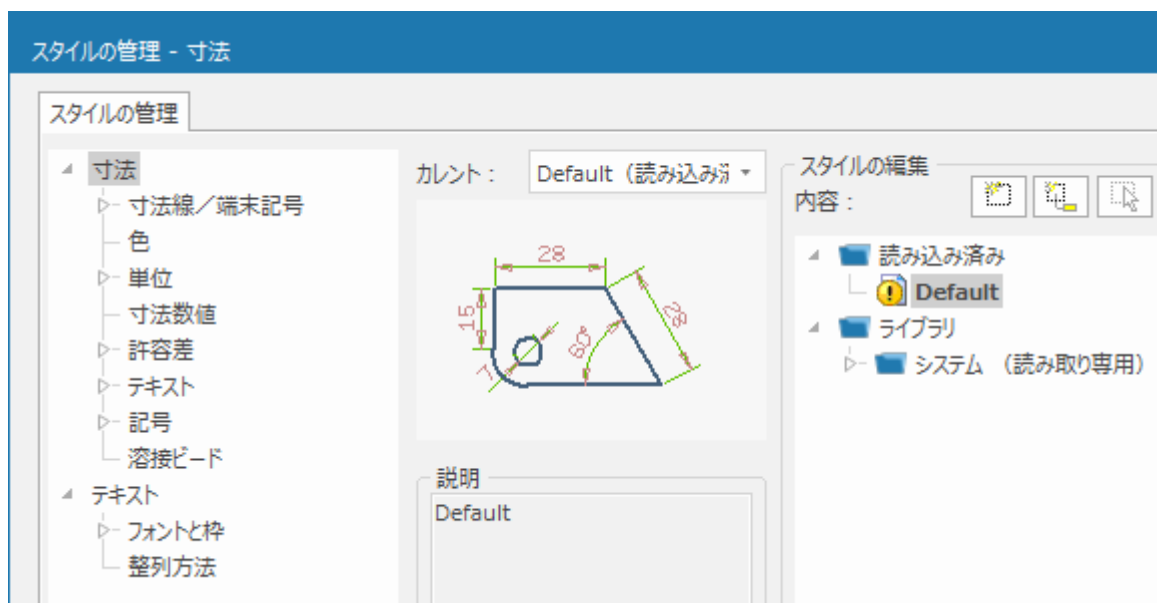 スタイルの管理 - 寸法
スタイルの管理
寸法
寸法線／端末記号
色
単位
寸法数値
許容差
テキスト
記号
溶接ビード
テキスト
フォントと枠
整列方法
カレント：
Default（読み込み済
28
15
7
60°
説明
Default
スタイルの編集
内容：
読み込み済み
Default
ライブラリ
システム （読み取り専用）